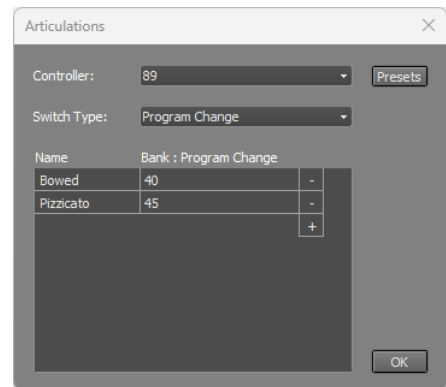 Articulations
Controller: 89 Presets
Switch Type: Program Change
Name Bank : Program Change
Bowed 40 -
Pizzicato 45 -
+
OK